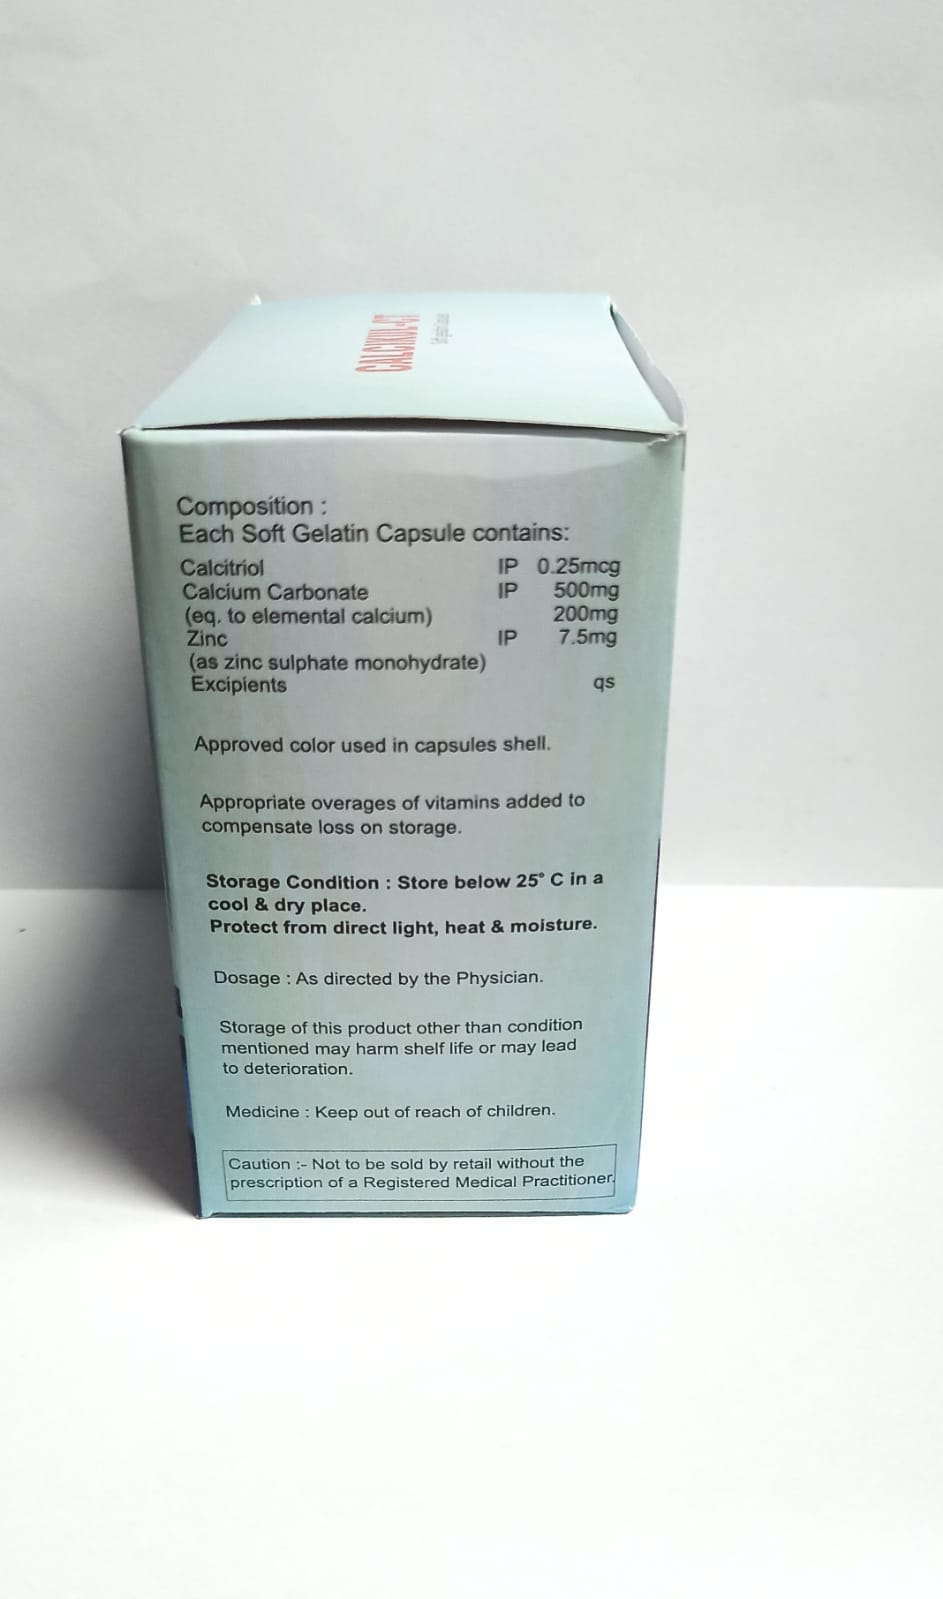 CALCIKUL-CT
Soft gelatin Capsules
Composition :
Each Soft Gelatin Capsule contains:
Calcitriol IP 0.25mcg
Calcium Carbonate IP 500mg
(eq. to elemental calcium) 200mg
Zinc IP 7.5mg
(as zinc sulphate monohydrate)
Excipients qs
Approved color used in capsules shell.
Appropriate overages of vitamins added to
compensate loss on storage.
Storage Condition : Store below 25° C in a
cool & dry place.
Protect from direct light, heat & moisture.
Dosage : As directed by the Physician.
Storage of this product other than condition
mentioned may harm shelf life or may lead
to deterioration.
Medicine : Keep out of reach of children.
Caution :- Not to be sold by retail without the
prescription of a Registered Medical Practitioner.